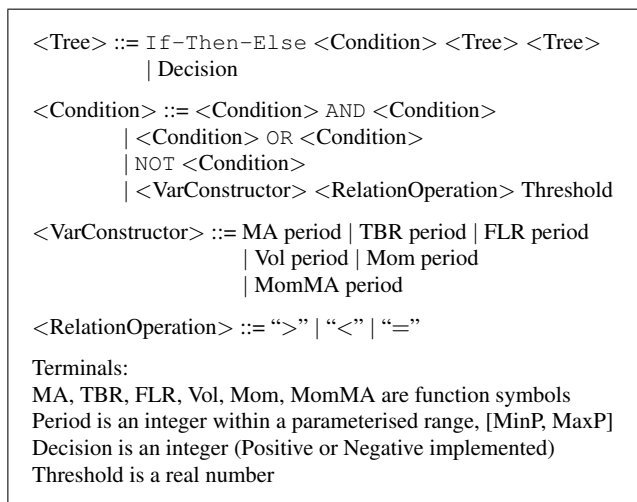 <Tree> ::= If-Then-Else <Condition> <Tree> <Tree>
| Decision
<Condition> ::= <Condition> AND <Condition>
| <Condition> OR <Condition>
| NOT <Condition>
| <VarConstructor> <RelationOperation> Threshold
<VarConstructor> ::= MA period | TBR period | FLR period
| Vol period | Mom period
| MomMA period
<RelationOperation> ::= “>” | “<” | “=”
Terminals:
MA, TBR, FLR, Vol, Mom, MomMA are function symbols
Period is an integer within a parameterised range, [MinP, MaxP]
Decision is an integer (Positive or Negative implemented)
Threshold is a real number